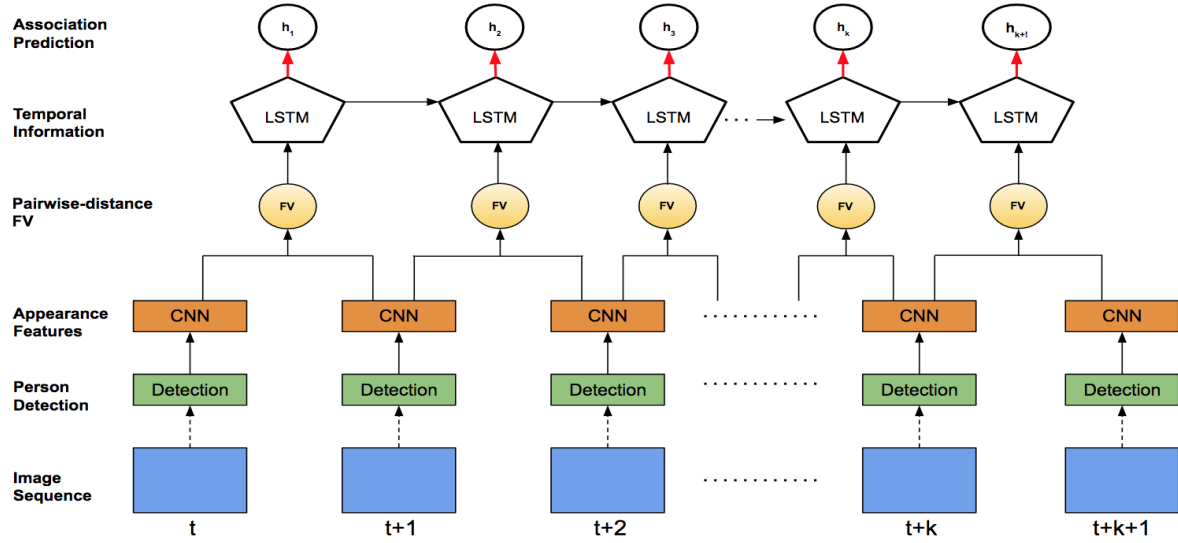 Association
Prediction
h1 h2 h3 hk hk+!
Temporal
Information
LSTM LSTM LSTM ... LSTM LSTM
Pairwise-distance
FV
FV FV FV FV FV
Appearance
Features
CNN CNN CNN CNN CNN
Person
Detection
Detection Detection Detection Detection Detection
Image
Sequence
t t+1 t+2 t+k t+k+1